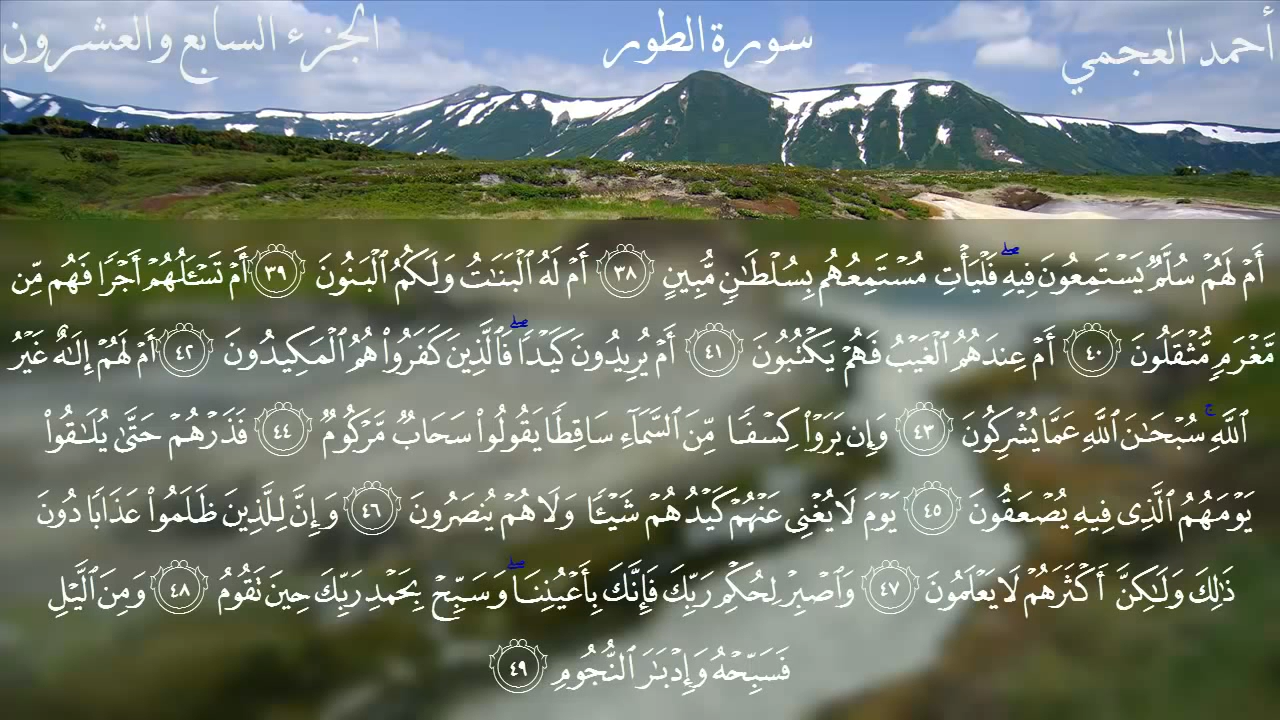 أحمد العجمي
سورة الطور
الجزء السابع والعشرون
أَمْ لَهُمْ سُلَّمٌ يَسْتَمِعُونَ فِيهِ ۖ فَلْيَأْتِ مُسْتَمِعُهُم بِسُلْطَٰنٍ مُّبِينٍ ٣٨ أَمْ لَهُ ٱلْبَنَٰتُ وَلَكُمُ ٱلْبَنُونَ ٣٩ أَمْ تَسْـَٔلُهُمْ أَجْرًا فَهُم مِّن
مَّغْرَمٍ مُّثْقَلُونَ ٤٠ أَمْ عِندَهُمُ ٱلْغَيْبُ فَهُمْ يَكْتُبُونَ ٤١ أَمْ يُرِيدُونَ كَيْدًا ۖ فَٱلَّذِينَ كَفَرُوا۟ هُمُ ٱلْمَكِيدُونَ ٤٢ أَمْ لَهُمْ إِلَٰهٌ غَيْرُ
ٱللَّهِ ۚ سُبْحَٰنَ ٱللَّهِ عَمَّا يُشْرِكُونَ ٤٣ وَإِن يَرَوْا۟ كِسْفًا مِّنَ ٱلسَّمَآءِ سَاقِطًا يَقُولُوا۟ سَحَابٌ مَّرْكُومٌ ٤٤ فَذَرْهُمْ حَتَّىٰ يُلَٰقُوا۟
يَوْمَهُمُ ٱلَّذِى فِيهِ يُصْعَقُونَ ٤٥ يَوْمَ لَا يُغْنِى عَنْهُمْ كَيْدُهُمْ شَيْـًٔا وَلَا هُمْ يُنصَرُونَ ٤٦ وَإِنَّ لِلَّذِينَ ظَلَمُوا۟ عَذَابًا دُونَ
ذَٰلِكَ وَلَٰكِنَّ أَكْثَرَهُمْ لَا يَعْلَمُونَ ٤٧ وَٱصْبِرْ لِحُكْمِ رَبِّكَ فَإِنَّكَ بِأَعْيُنِنَا ۖ وَسَبِّحْ بِحَمْدِ رَبِّكَ حِينَ تَقُومُ ٤٨ وَمِنَ ٱلَّيْلِ
فَسَبِّحْهُ وَإِدْبَٰرَ ٱلنُّجُومِ ٤٩